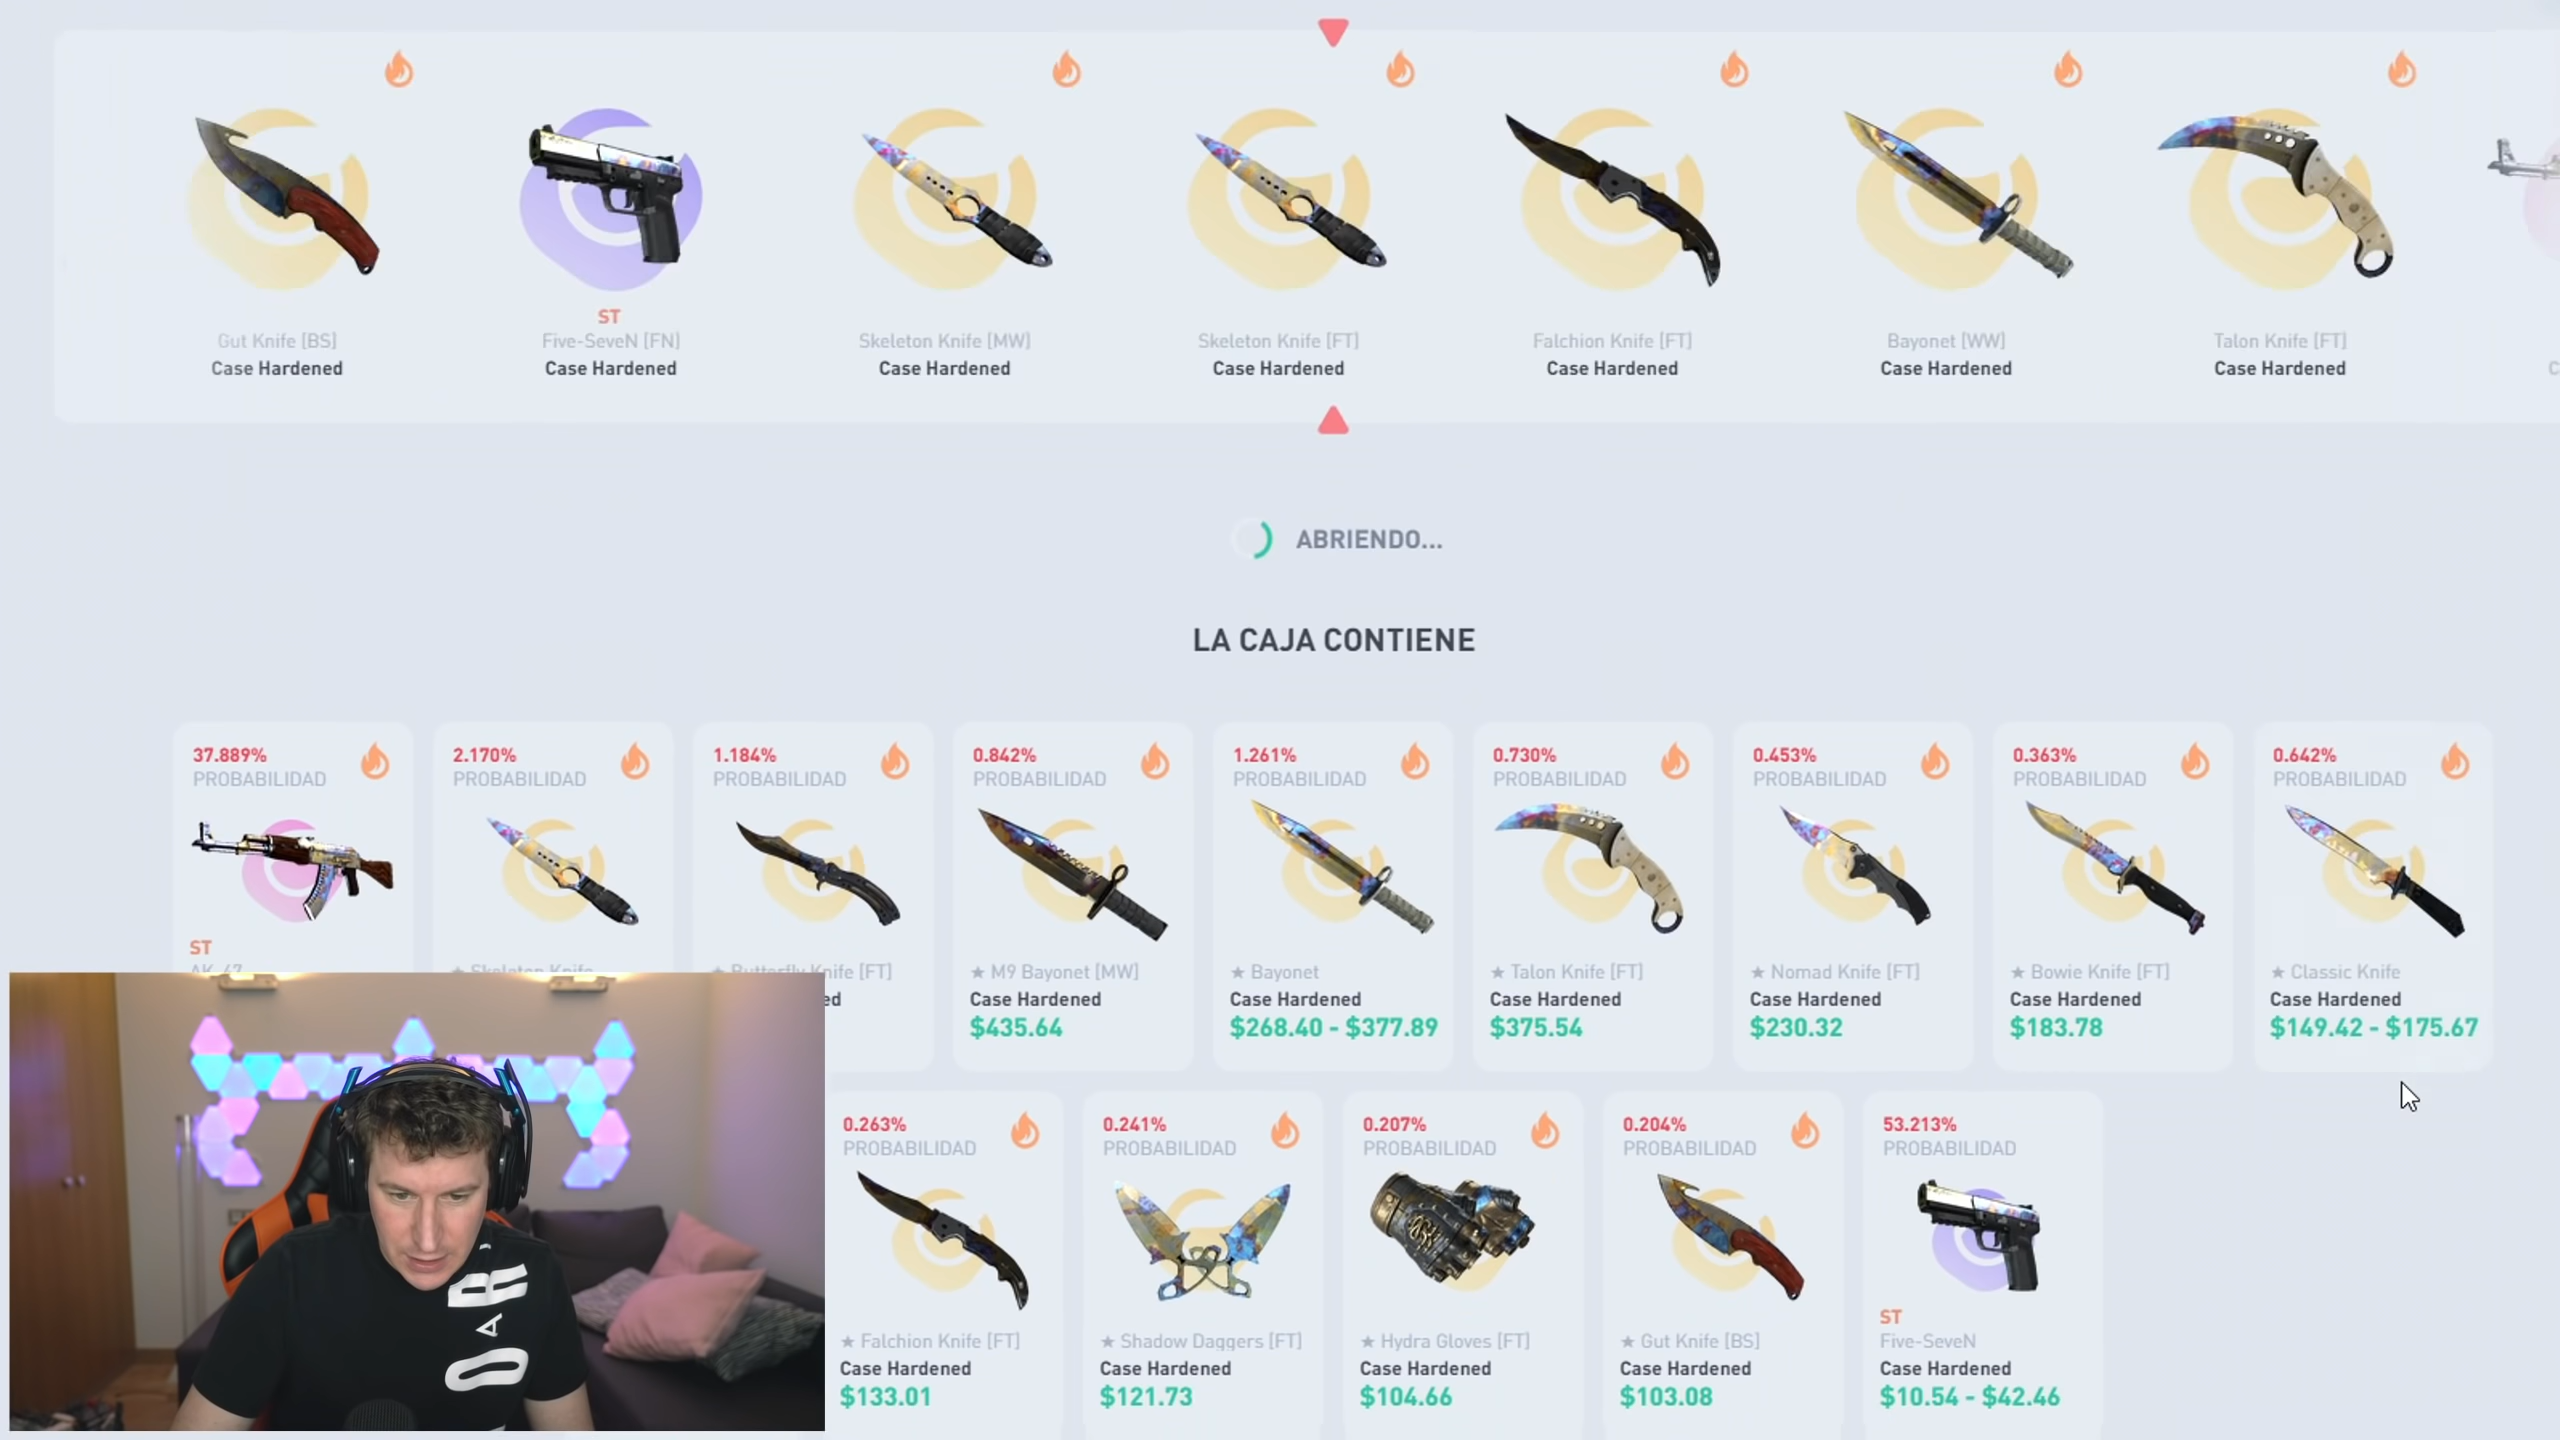 Gut Knife [BS]
Case Hardened
ST
Five-SeveN [FN]
Case Hardened
Skeleton Knife [MW]
Case Hardened
Skeleton Knife [FT]
Case Hardened
Falchion Knife [FT]
Case Hardened
Bayonet [WW]
Case Hardened
Talon Knife [FT]
Case Hardened
ABRIENDO...
LA CAJA CONTIENE
37.889%
PROBABILIDAD
ST
AK-47
2.170%
PROBABILIDAD
★ Skeleton Knife
1.184%
PROBABILIDAD
★ Butterfly Knife [FT]
0.842%
PROBABILIDAD
★ M9 Bayonet [MW]
Case Hardened
$435.64
1.261%
PROBABILIDAD
★ Bayonet
Case Hardened
$268.40 - $377.89
0.730%
PROBABILIDAD
★ Talon Knife [FT]
Case Hardened
$375.54
0.453%
PROBABILIDAD
★ Nomad Knife [FT]
Case Hardened
$230.32
0.363%
PROBABILIDAD
★ Bowie Knife [FT]
Case Hardened
$183.78
0.642%
PROBABILIDAD
★ Classic Knife
Case Hardened
$149.42 - $175.67
0.263%
PROBABILIDAD
★ Falchion Knife [FT]
Case Hardened
$133.01
0.241%
PROBABILIDAD
★ Shadow Daggers [FT]
Case Hardened
$121.73
0.207%
PROBABILIDAD
★ Hydra Gloves [FT]
Case Hardened
$104.66
0.204%
PROBABILIDAD
★ Gut Knife [BS]
Case Hardened
$103.08
53.213%
PROBABILIDAD
ST
Five-SeveN
Case Hardened
$10.54 - $42.46